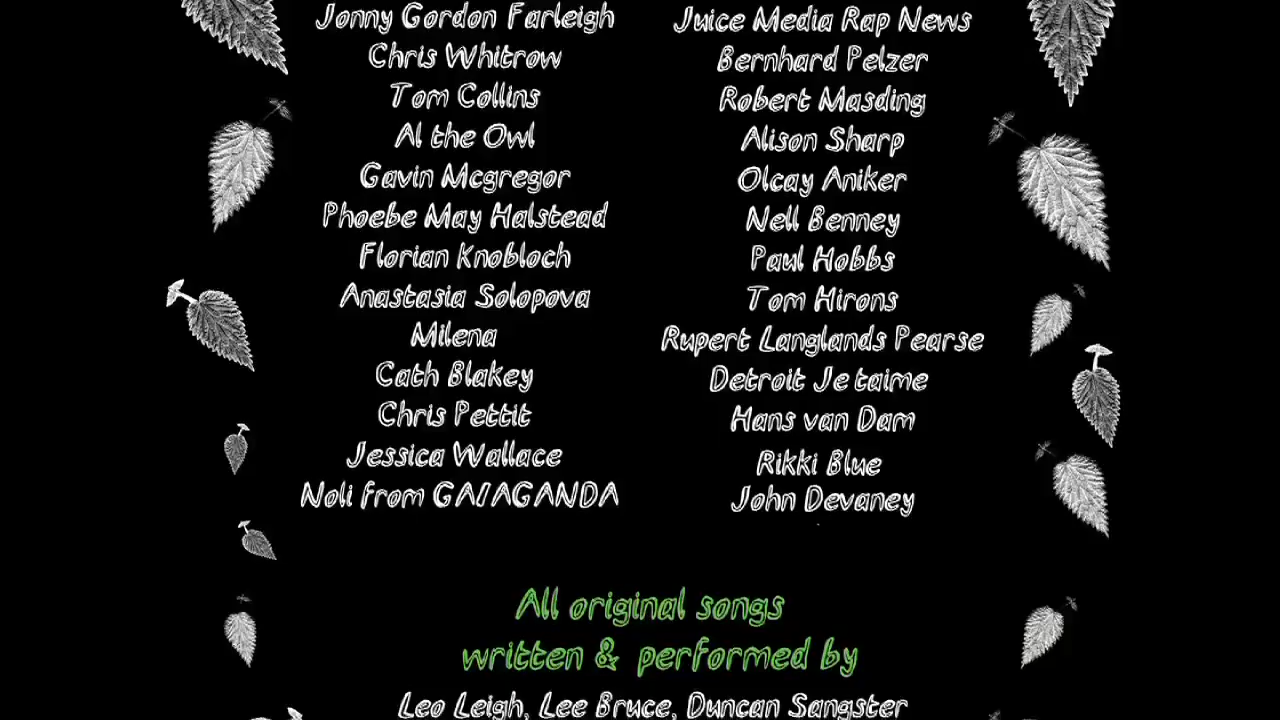 Jonny Gordon Farleigh
Chris Whitrow
Tom Collins
Al the Owl
Gavin Mcgregor
Phoebe May Halstead
Florian Knobloch
Anastasia Solopova
Milena
Cath Blakey
Chris Pettit
Jessica Wallace
Noli from GA/AGANDA
Juice Media Rap News
Bernhard Pelzer
Robert Masding
Alison Sharp
Olcay Aniker
Nell Benney
Paul Hobbs
Tom Hirons
Rupert Langlands Pearse
Detroit Je taime
Hans van Dam
Rikki Blue
John Devaney
All original songs
written & performed by
Leo Leigh, Lee Bruce, Duncan Sangster